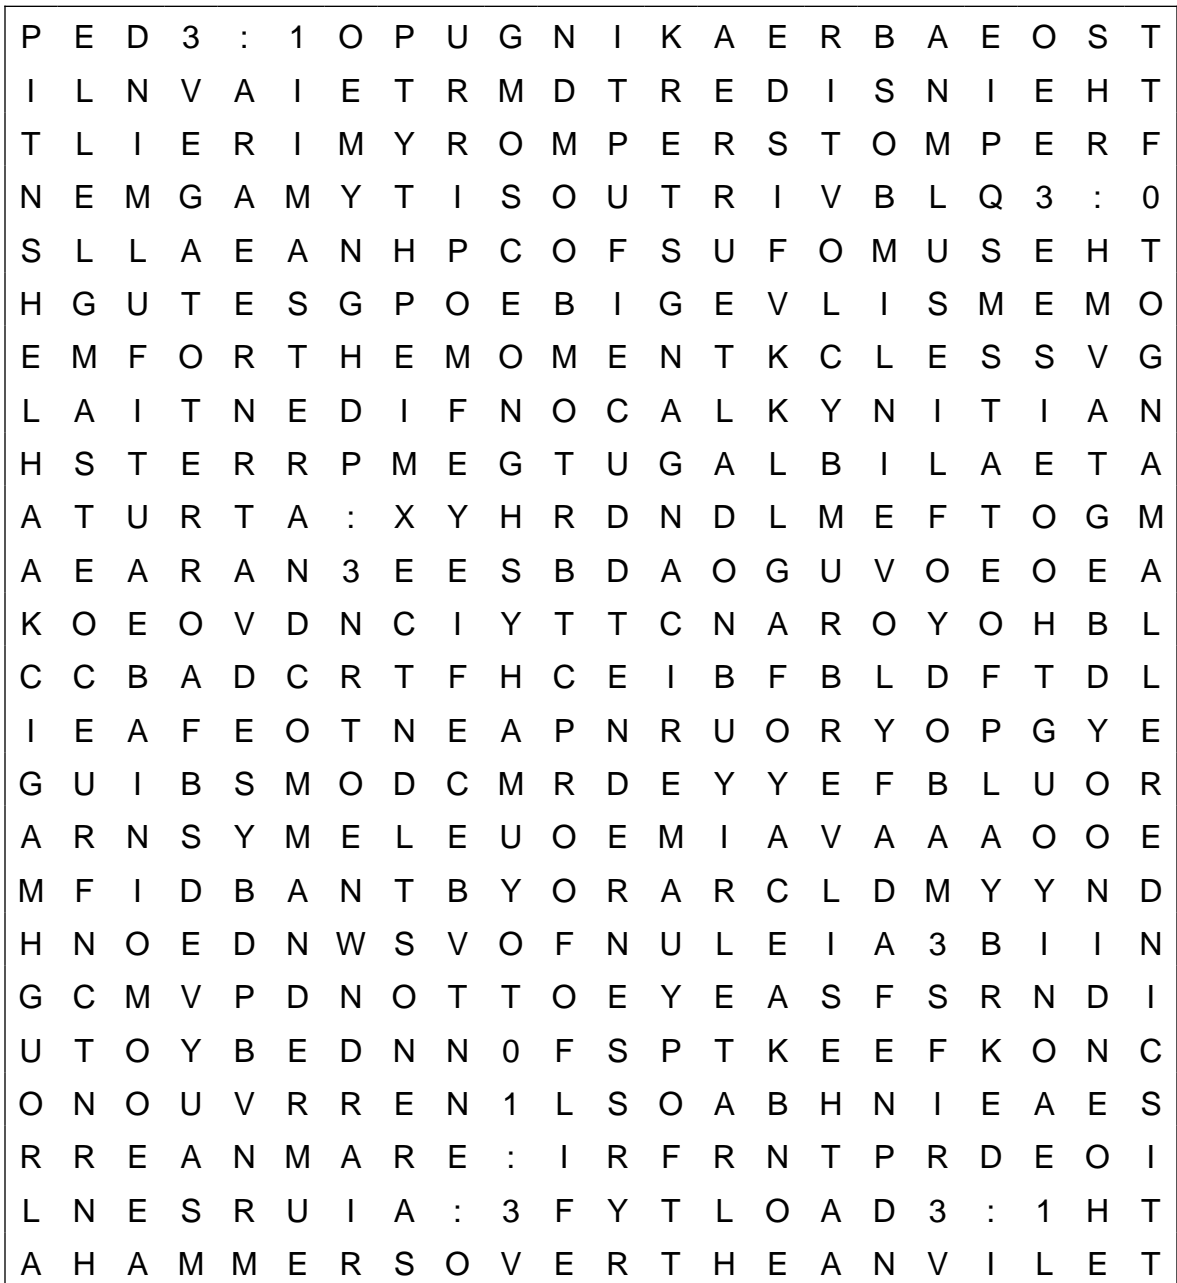 P E D 3 : 1 O P U G N I K A E R B A E O S T
I L N V A I E T R M D T R E D I S N I E H T
T L I E R I M Y R O M P E R S T O M P E R F
N E M G A M Y T I S O U T R I V B L Q 3 : 0
S L L A E A N H P C O F S U F O M U S E H T
H G U T E S G P O E B I G E V L I S M E M O
E M F O R T H E M O M E N T K C L E S S V G
L A I T N E D I F N O C A L K Y N I T I A N
H S T E R R P M E G T U G A L B I L A E T A
A T U R T A : X Y H R D N D L M E F T O G M
A E A R A N 3 E E S B D A O G U V O E O E A
K O E O V D N C I Y T T C N A R O Y O H B L
C C B A D C R T F H C E I B F B L D F T D L
I E A F E O T N E A P N R U O R Y O P G Y E
G U I B S M O D C M R D E Y Y E F B L U O R
A R N S Y M E L E U O E M I A V A A A O O E
M F I D B A N T B Y O R A R C L D M Y Y N D
H N O E D N W S V O F N U L E I A 3 B I I N
G C M V P D N O T T O E Y E A S F S R N D I
U T O Y B E D N N 0 F S P T K E E F K O N C
O N O U V R R E N 1 L S O A B H N I E A E S
R R E A N M A R E : I R F R N T P R D E O I
L N E S R U I A : 3 F Y T L O A D 3 : 1 H T
A H A M M E R S O V E R T H E A N V I L E T